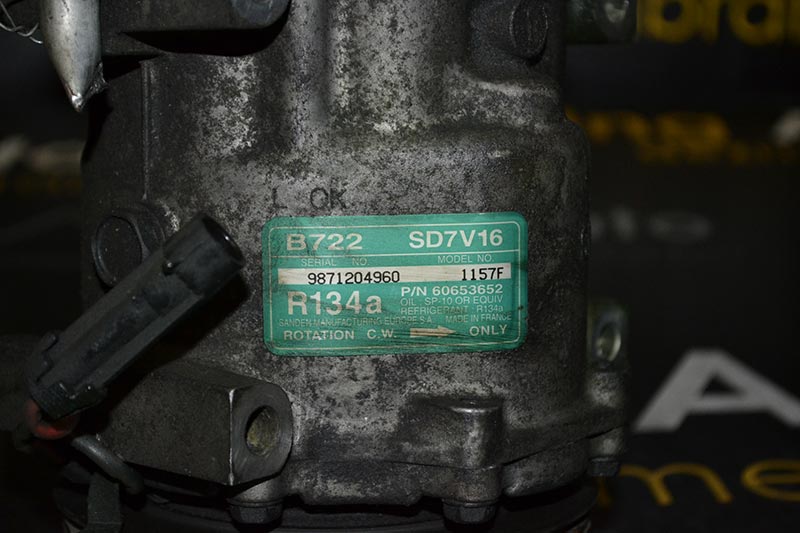 L OK
B722 SD7V16
SERIAL NO. MODEL NO.
9871204960 1157F
R134a P/N 60653652
OIL : SP-10 OR EQUIV
REFRIGERANT : R134a
SANDEN MANUFACTURING EUROPE S.A. MADE IN FRANCE
ROTATION C.W. ONLY